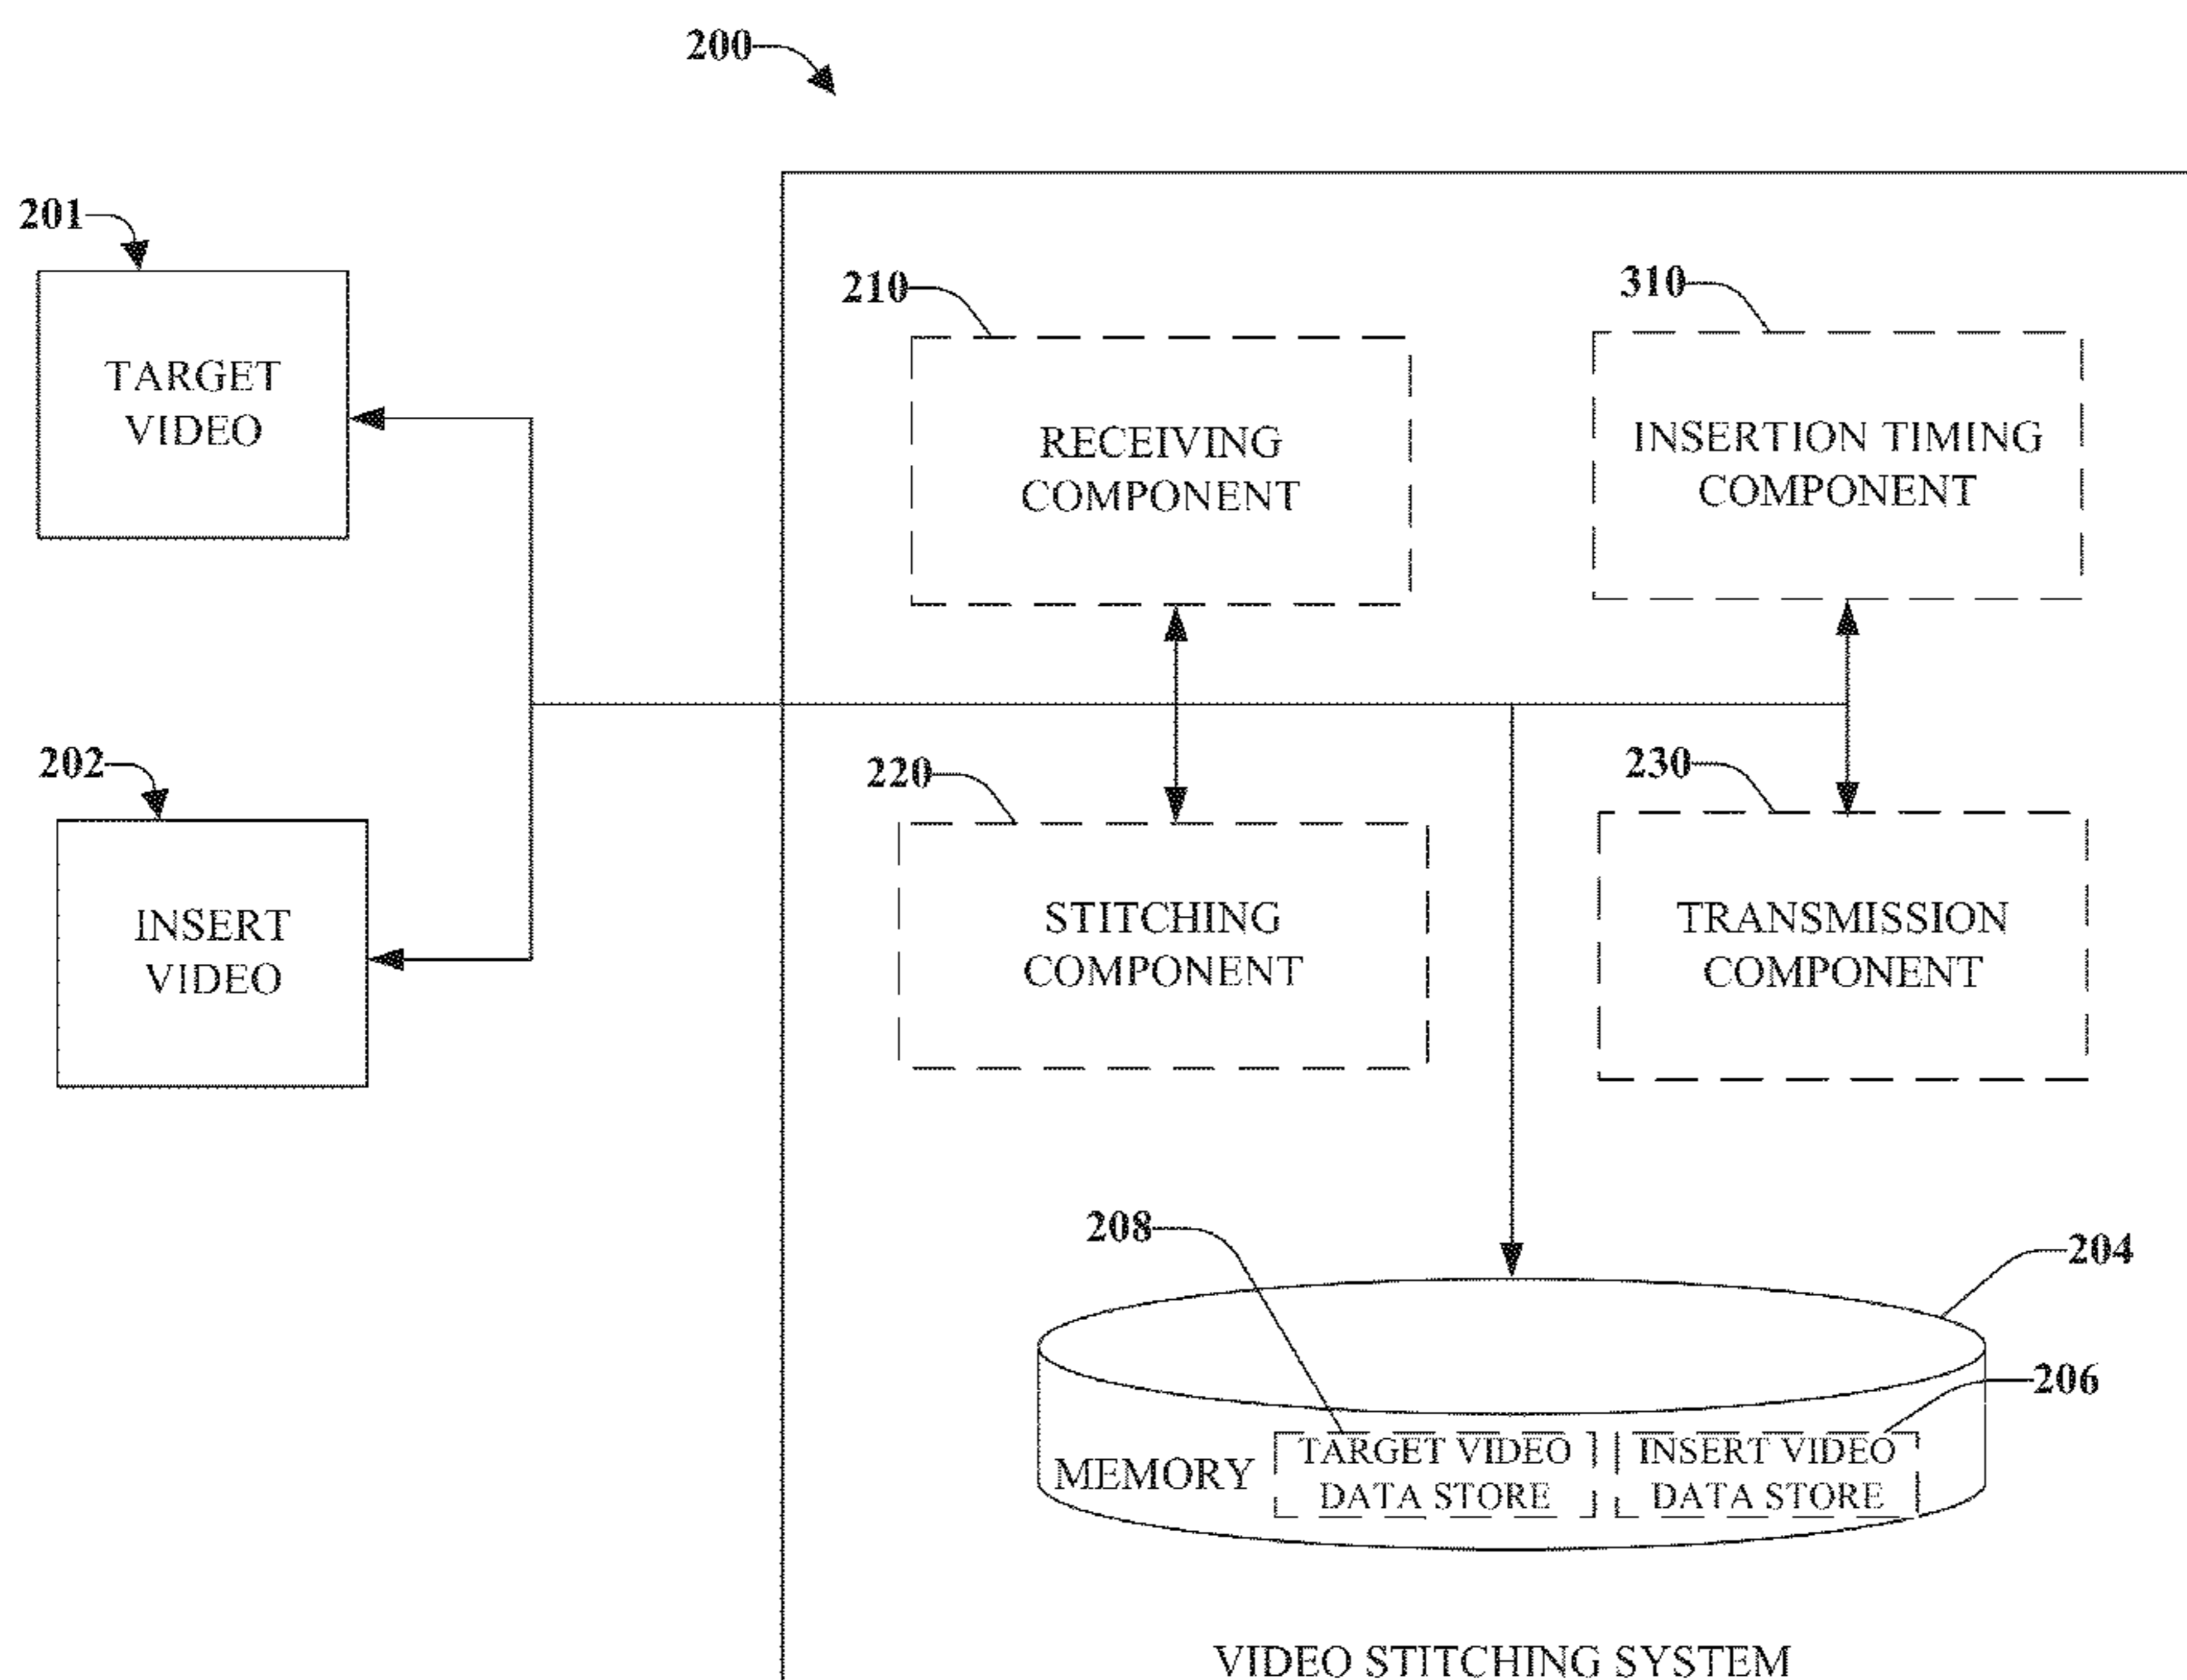 200
201
TARGET
VIDEO
210
RECEIVING
COMPONENT
310
INSERTION TIMING
COMPONENT
202
INSERT
VIDEO
220
STITCHING
COMPONENT
230
TRANSMISSION
COMPONENT
208
204
206
MEMORY
TARGET VIDEO
DATA STORE
INSERT VIDEO
DATA STORE
VIDEO STITCHING SYSTEM